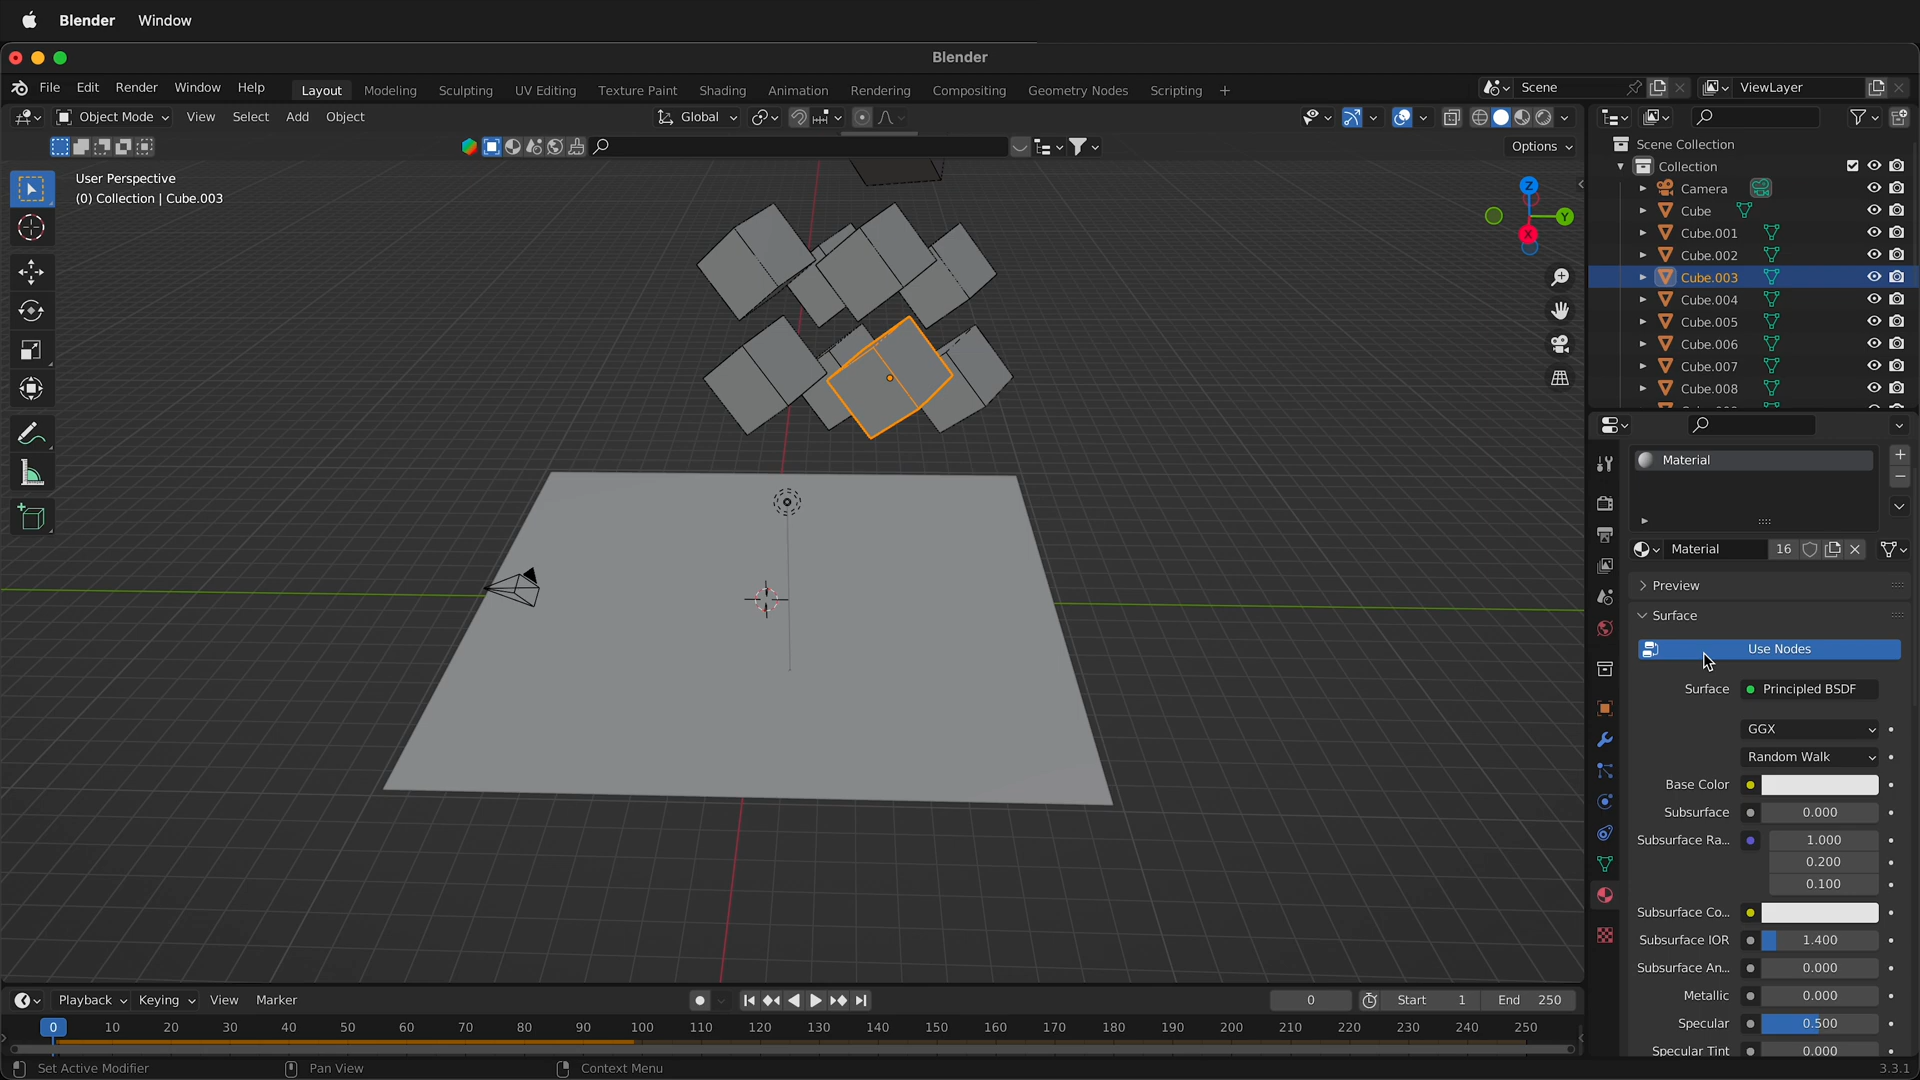 Blender Window
Blender
File Edit Render Window Help Layout Modeling Sculpting UV Editing Texture Paint Shading Animation Rendering Compositing Geometry Nodes Scripting + Scene ViewLayer
Object Mode View Select Add Object Global
Options
User Perspective
(0) Collection | Cube.003
Z
Y
X
Scene Collection
Collection
Camera
Cube
Cube.001
Cube.002
Cube.003
Cube.004
Cube.005
Cube.006
Cube.007
Cube.008
Material
Material 16
Preview
Surface
Use Nodes
Surface Principled BSDF
GGX
Random Walk
Base Color
Subsurface 0.000
Subsurface Ra... 1.000
0.200
0.100
Subsurface Co...
Subsurface IOR 1.400
Subsurface An... 0.000
Metallic 0.000
Specular 0.500
Specular Tint 0.000
Playback Keying View Marker 0 Start 1 End 250
0 10 20 30 40 50 60 70 80 90 100 110 120 130 140 150 160 170 180 190 200 210 220 230 240 250
Set Active Modifier Pan View Context Menu 3.3.1